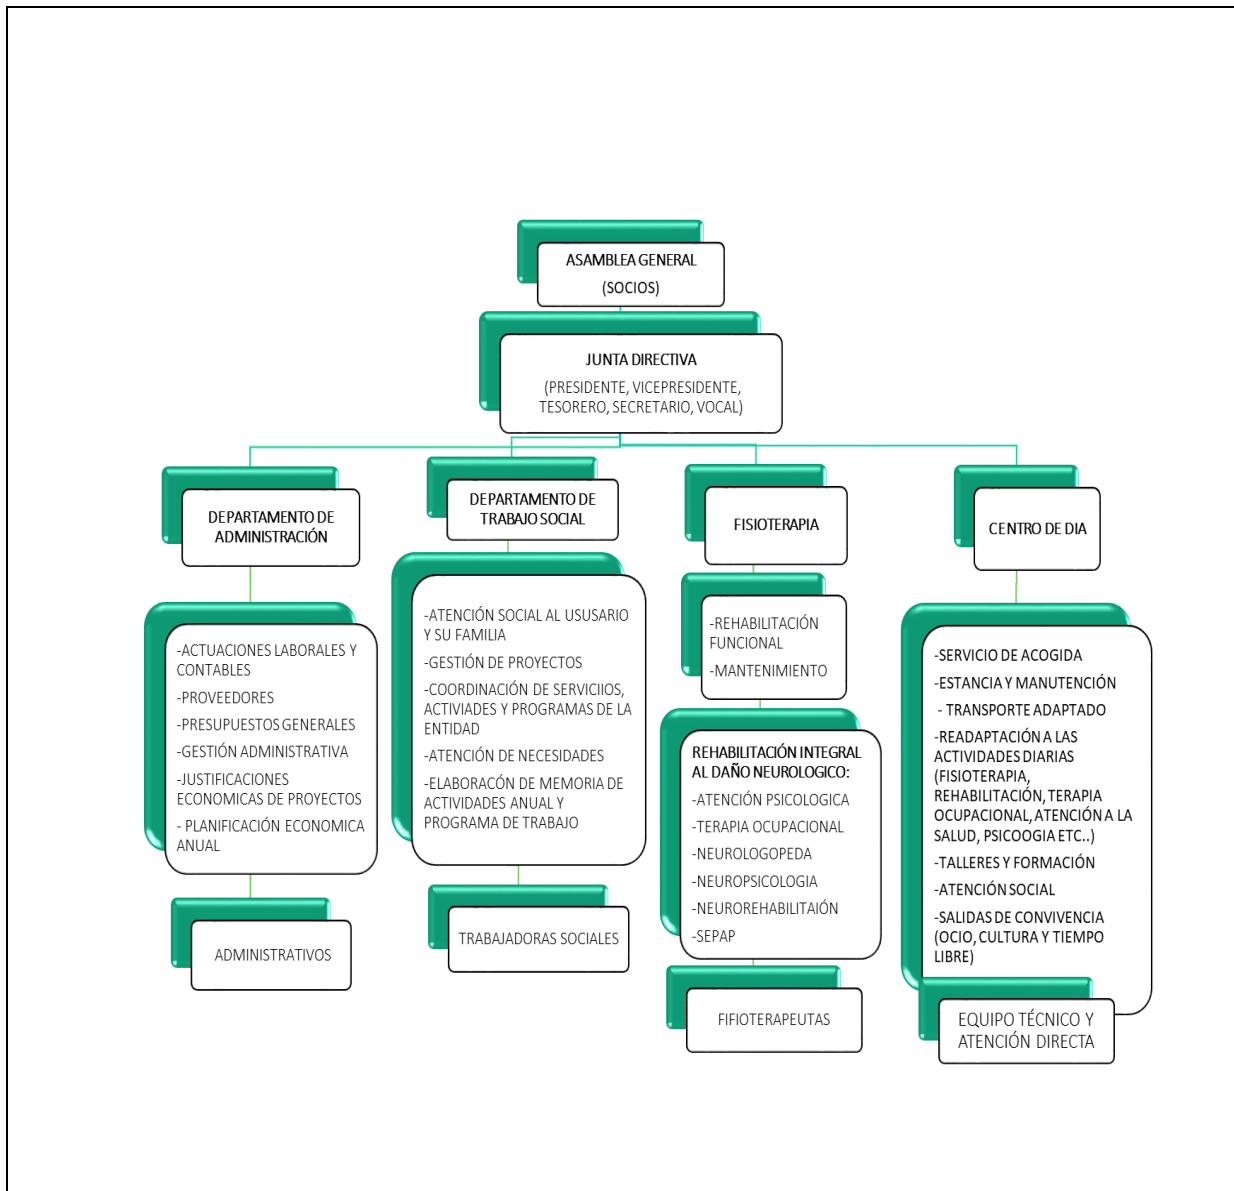 ASAMBLEA GENERAL
(SOCIOS)
JUNTA DIRECTIVA
(PRESIDENTE, VICEPRESIDENTE,
TESORERO, SECRETARIO, VOCAL)
DEPARTAMENTO DE
ADMINISTRACIÓN
-ACTUACIONES LABORALES Y
CONTABLES
-PROVEEDORES
-PRESUPUESTOS GENERALES
-GESTIÓN ADMINISTRATIVA
-JUSTIFICACIONES
ECONOMICAS DE PROYECTOS
- PLANIFICACIÓN ECONOMICA
ANUAL
ADMINISTRATIVOS
DEPARTAMENTO DE
TRABAJO SOCIAL
-ATENCIÓN SOCIAL AL USUSARIO
Y SU FAMILIA
-GESTIÓN DE PROYECTOS
-COORDINACIÓN DE SERVICIIOS,
ACTIVIADES Y PROGRAMAS DE LA
ENTIDAD
-ATENCIÓN DE NECESIDADES
-ELABORACÓN DE MEMORIA DE
ACTIVIDADES ANUAL Y
PROGRAMA DE TRABAJO
TRABAJADORAS SOCIALES
FISIOTERAPIA
-REHABILITACIÓN
FUNCIONAL
-MANTENIMIENTO
REHABILITACIÓN INTEGRAL
AL DAÑO NEUROLOGICO:
-ATENCIÓN PSICOLOGICA
-TERAPIA OCUPACIONAL
-NEUROLOGOPEDA
-NEUROPSICOLOGIA
-NEUROREHABILITAIÓN
-SEPAP
FIFIOTERAPEUTAS
CENTRO DE DIA
-SERVICIO DE ACOGIDA
-ESTANCIA Y MANUTENCIÓN
- TRANSPORTE ADAPTADO
-READAPTACIÓN A LAS
ACTIVIDADES DIARIAS
(FISIOTERAPIA,
REHABILITACIÓN, TERAPIA
OCUPACIONAL, ATENCIÓN A LA
SALUD, PSICOOGIA ETC..)
-TALLERES Y FORMACIÓN
-ATENCIÓN SOCIAL
-SALIDAS DE CONVIVENCIA
(OCIO, CULTURA Y TIEMPO
LIBRE)
EQUIPO TÉCNICO Y
ATENCIÓN DIRECTA